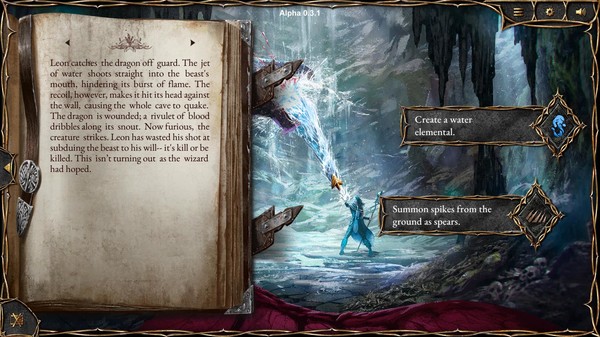 Alpha 0.3.1
Leon catches the dragon off guard. The jet
of water shoots straight into the beast's
mouth, hindering its burst of flame. The
recoil, however, makes it hit its head against
the wall, causing the whole cave to quake.
The dragon is wounded; a rivulet of blood
dribbles along its snout. Now furious, the
creature strikes. Leon has wasted his shot at
subduing the beast to his will-- it's kill or be
killed. This isn't turning out as the wizard
had hoped.
Create a water
elemental.
Summon spikes from the
ground as spears.